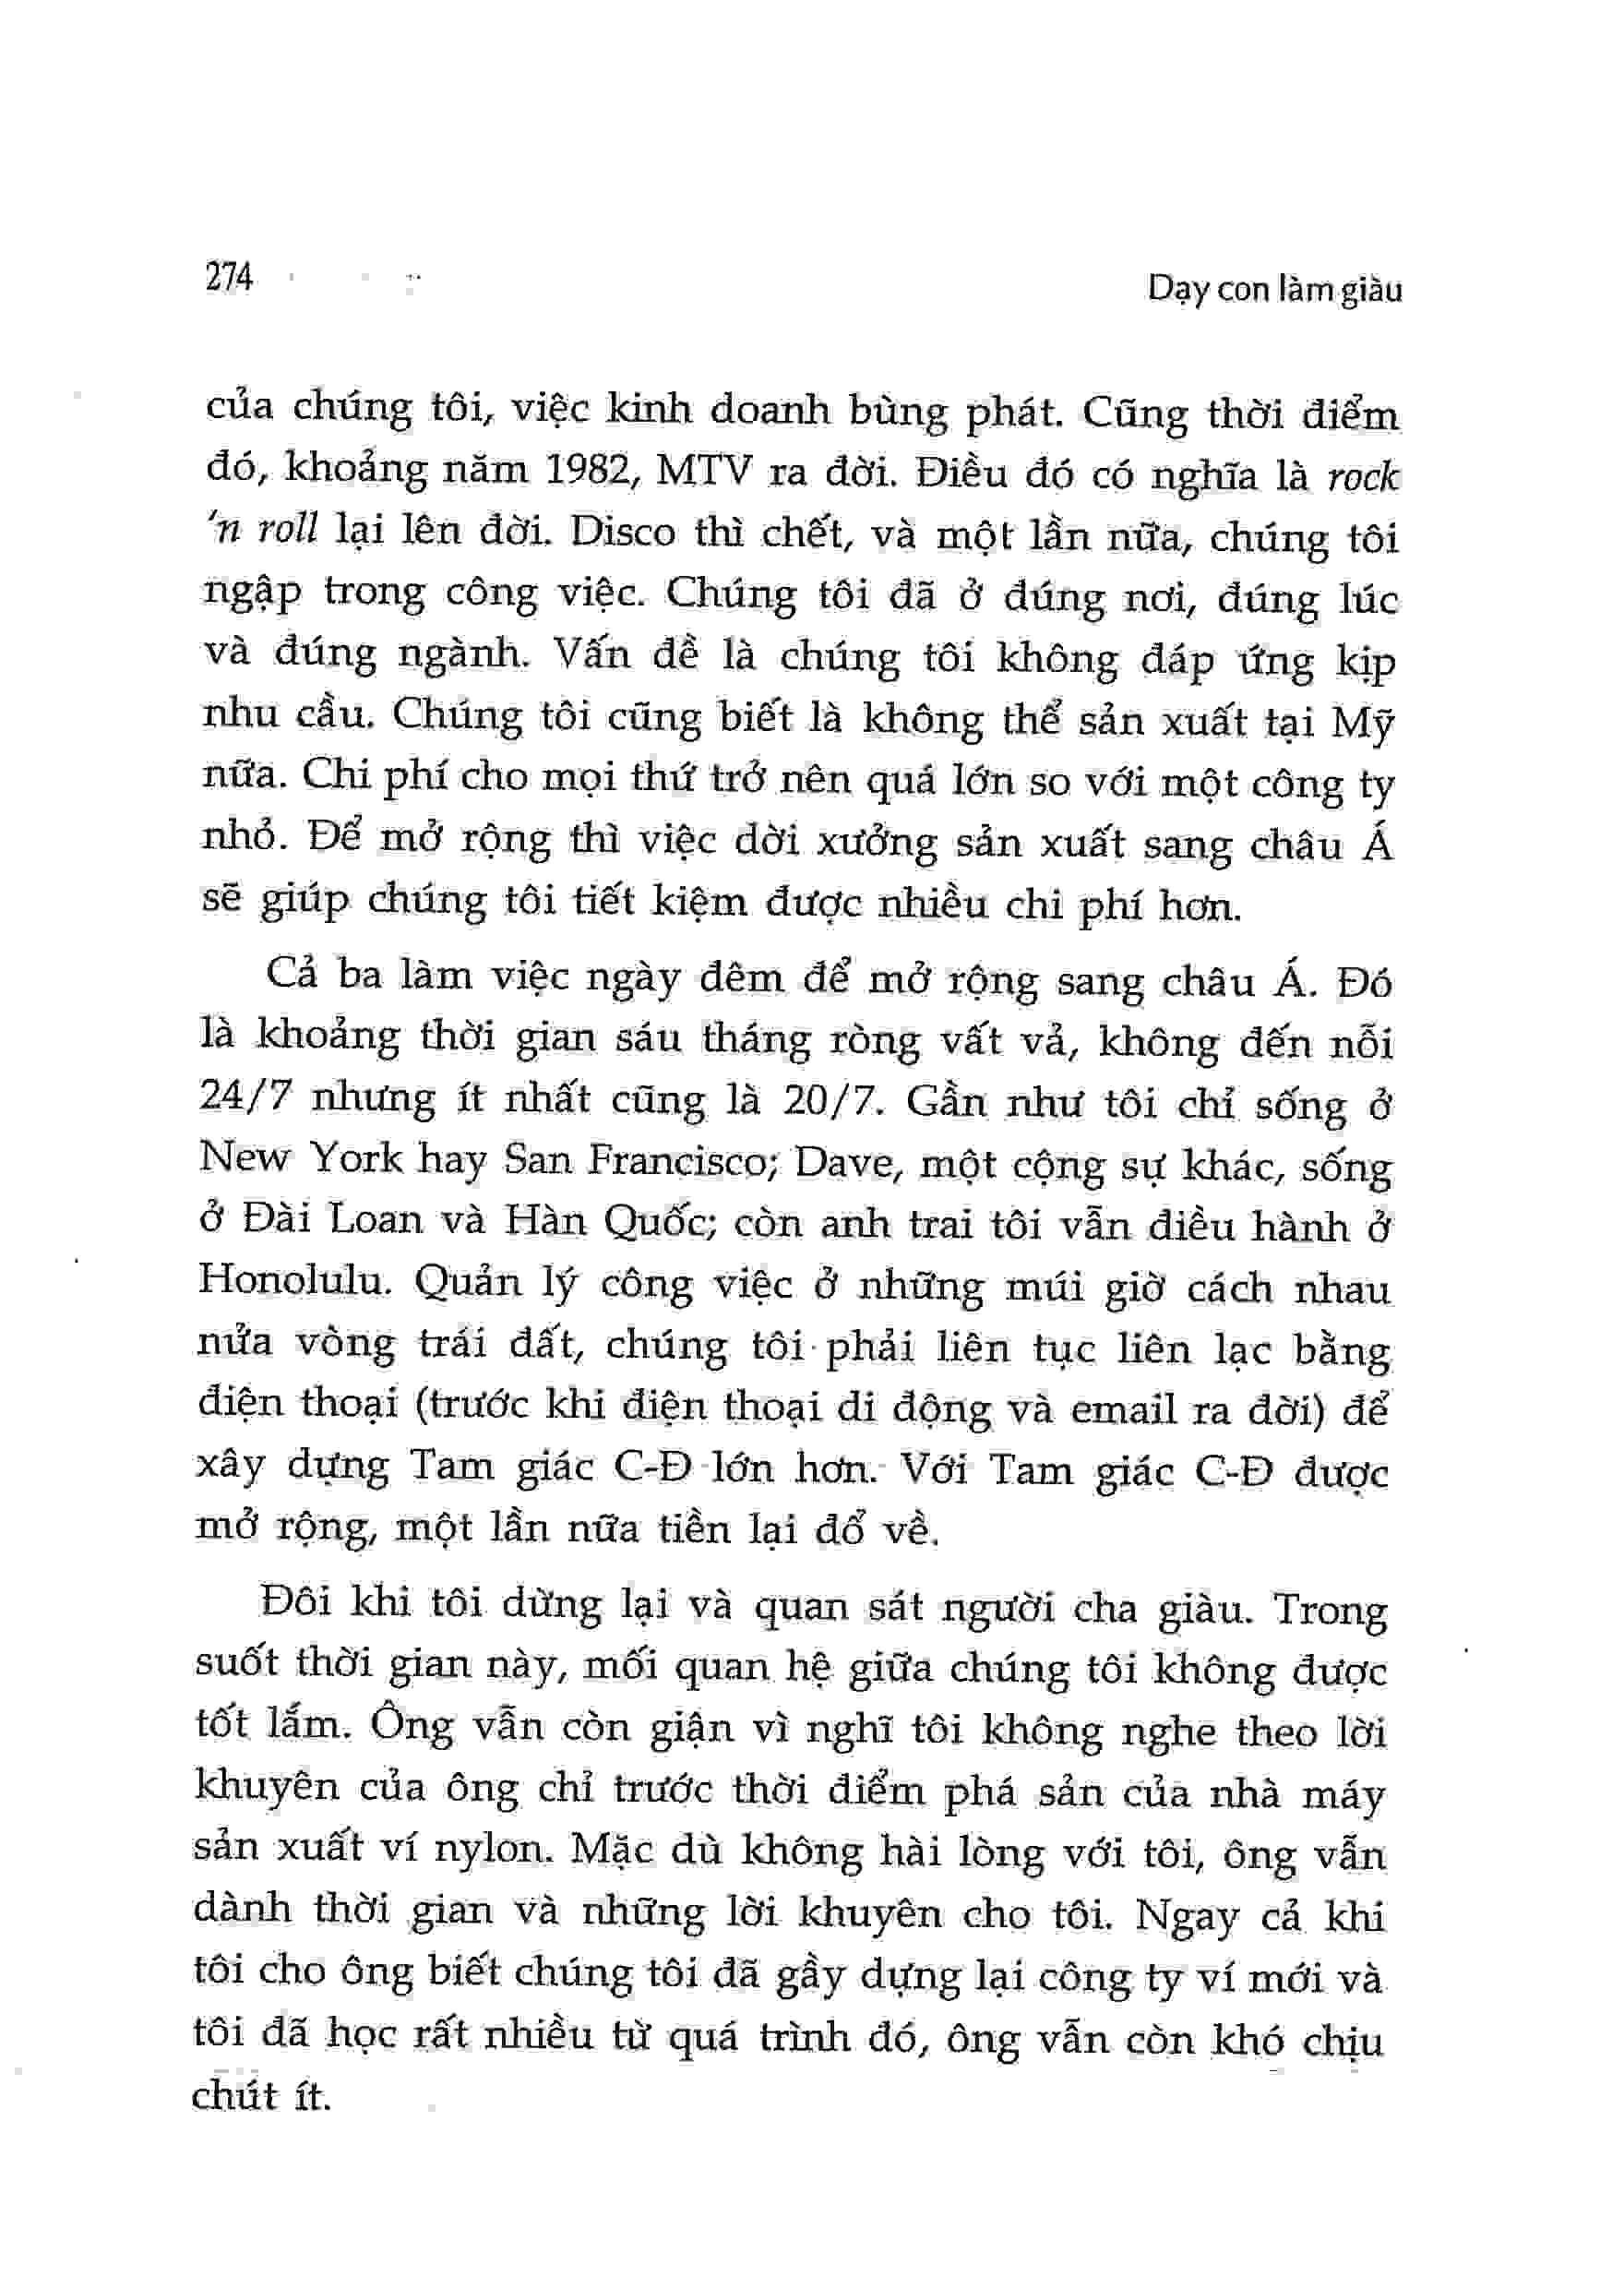 274
Dạy con làm giàu
của chúng tôi, việc kinh doanh bùng phát. Cũng thời điểm
đó, khoảng năm 1982, MTV ra đời. Điều đó có nghĩa là rock
’n roll lại lên đời. Disco thì chết, và một lần nữa, chúng tôi
ngập trong công việc. Chúng tôi đã ở đúng nơi, đúng lúc
và đúng ngành. Vấn đề là chúng tôi không đáp ứng kịp
nhu cầu. Chúng tôi cũng biết là không thể sản xuất tại Mỹ
nữa. Chi phí cho mọi thứ trở nên quá lớn so với một công ty
nhỏ. Để mở rộng thì việc dời xưởng sản xuất sang châu Á
sẽ giúp chúng tôi tiết kiệm được nhiều chi phí hơn.
Cả ba làm việc ngày đêm để mở rộng sang châu Á. Đó
là khoảng thời gian sáu tháng ròng vất vả, không đến nỗi
24/7 nhưng ít nhất cũng là 20/7. Gần như tôi chỉ sống ở
New York hay San Francisco; Dave, một cộng sự khác, sống
ở Đài Loan và Hàn Quốc; còn anh trai tôi vẫn điều hành ở
Honolulu. Quản lý công việc ở những múi giờ cách nhau
nửa vòng trái đất, chúng tôi phải liên tục liên lạc bằng
điện thoại (trước khi điện thoại di động và email ra đời) để
xây dựng Tam giác C-Đ lớn hơn. Với Tam giác C-Đ được
mở rộng, một lần nữa tiền lại đổ về.
Đôi khi tôi dừng lại và quan sát người cha giàu. Trong
suốt thời gian này, mối quan hệ giữa chúng tôi không được
tốt lắm. Ông vẫn còn giận vì nghĩ tôi không nghe theo lời
khuyên của ông chỉ trước thời điểm phá sản của nhà máy
sản xuất ví nylon. Mặc dù không hài lòng với tôi, ông vẫn
dành thời gian và những lời khuyên cho tôi. Ngay cả khi
tôi cho ông biết chúng tôi đã gầy dựng lại công ty ví mới và
tôi đã học rất nhiều từ quá trình đó, ông vẫn còn khó chịu
chút ít.